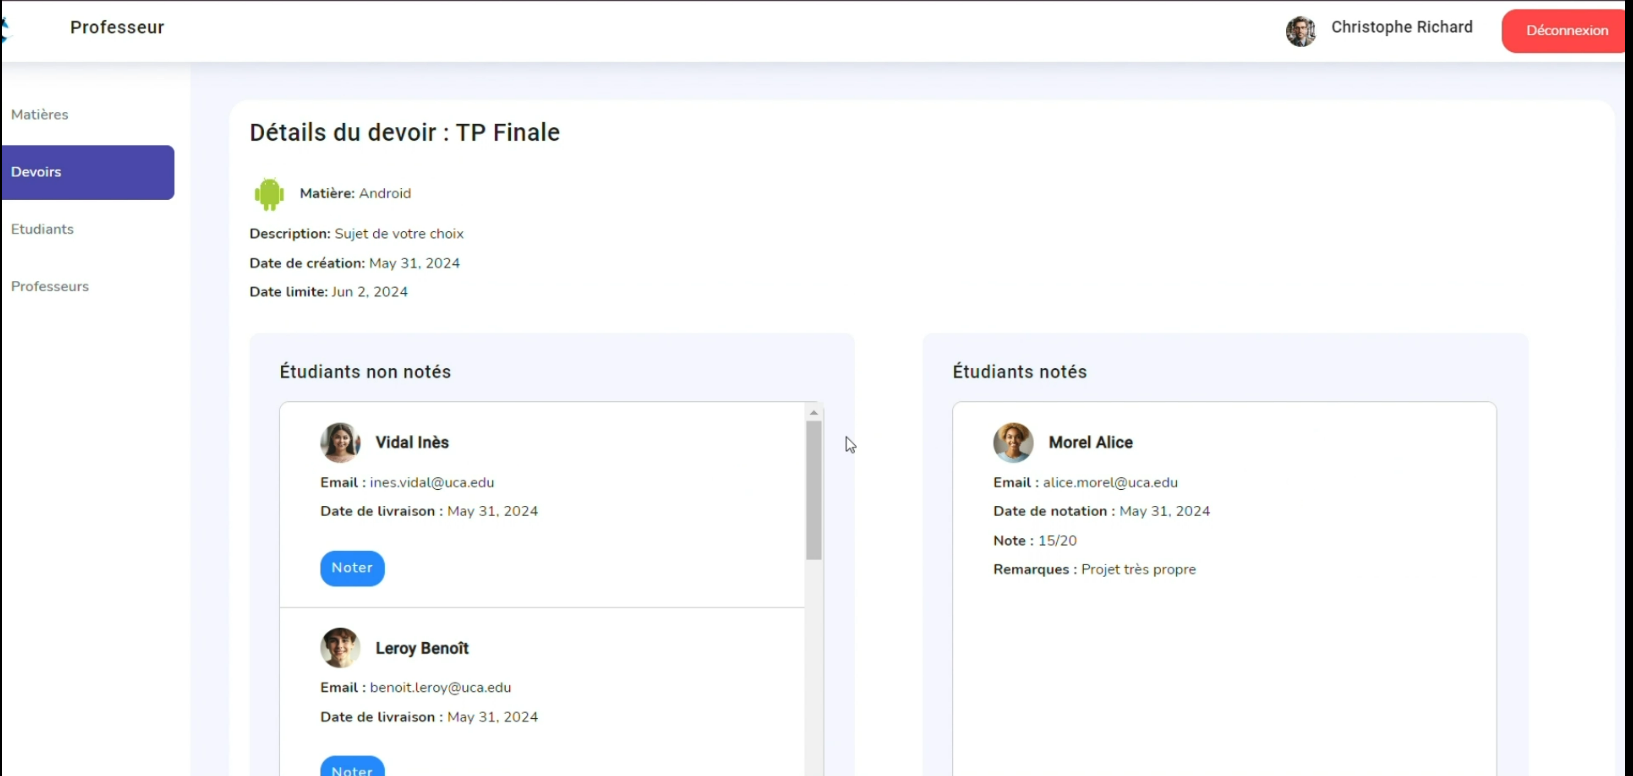 Professeur
Christophe Richard
Déconnexion
Matières
Devoirs
Etudiants
Professeurs
Détails du devoir : TP Finale
Matière: Android
Description: Sujet de votre choix
Date de création: May 31, 2024
Date limite: Jun 2, 2024
Étudiants non notés
Vidal Inès
Email : ines.vidal@uca.edu
Date de livraison : May 31, 2024
Noter
Leroy Benoît
Email : benoit.leroy@uca.edu
Date de livraison : May 31, 2024
Noter
Étudiants notés
Morel Alice
Email : alice.morel@uca.edu
Date de notation : May 31, 2024
Note : 15/20
Remarques : Projet très propre